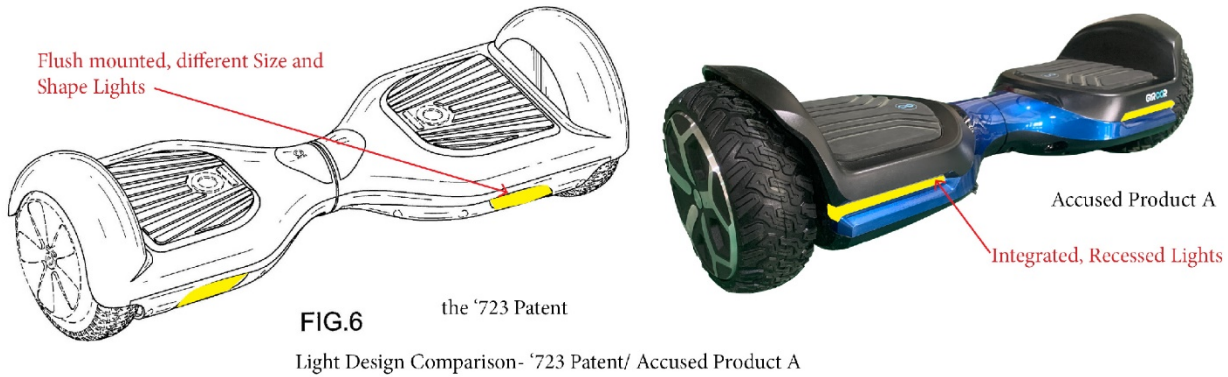 Flush mounted, different Size and
Shape Lights
GYROOR
Accused Product A
Integrated, Recessed Lights
the ‘723 Patent
FIG.6
Light Design Comparison- ‘723 Patent/ Accused Product A